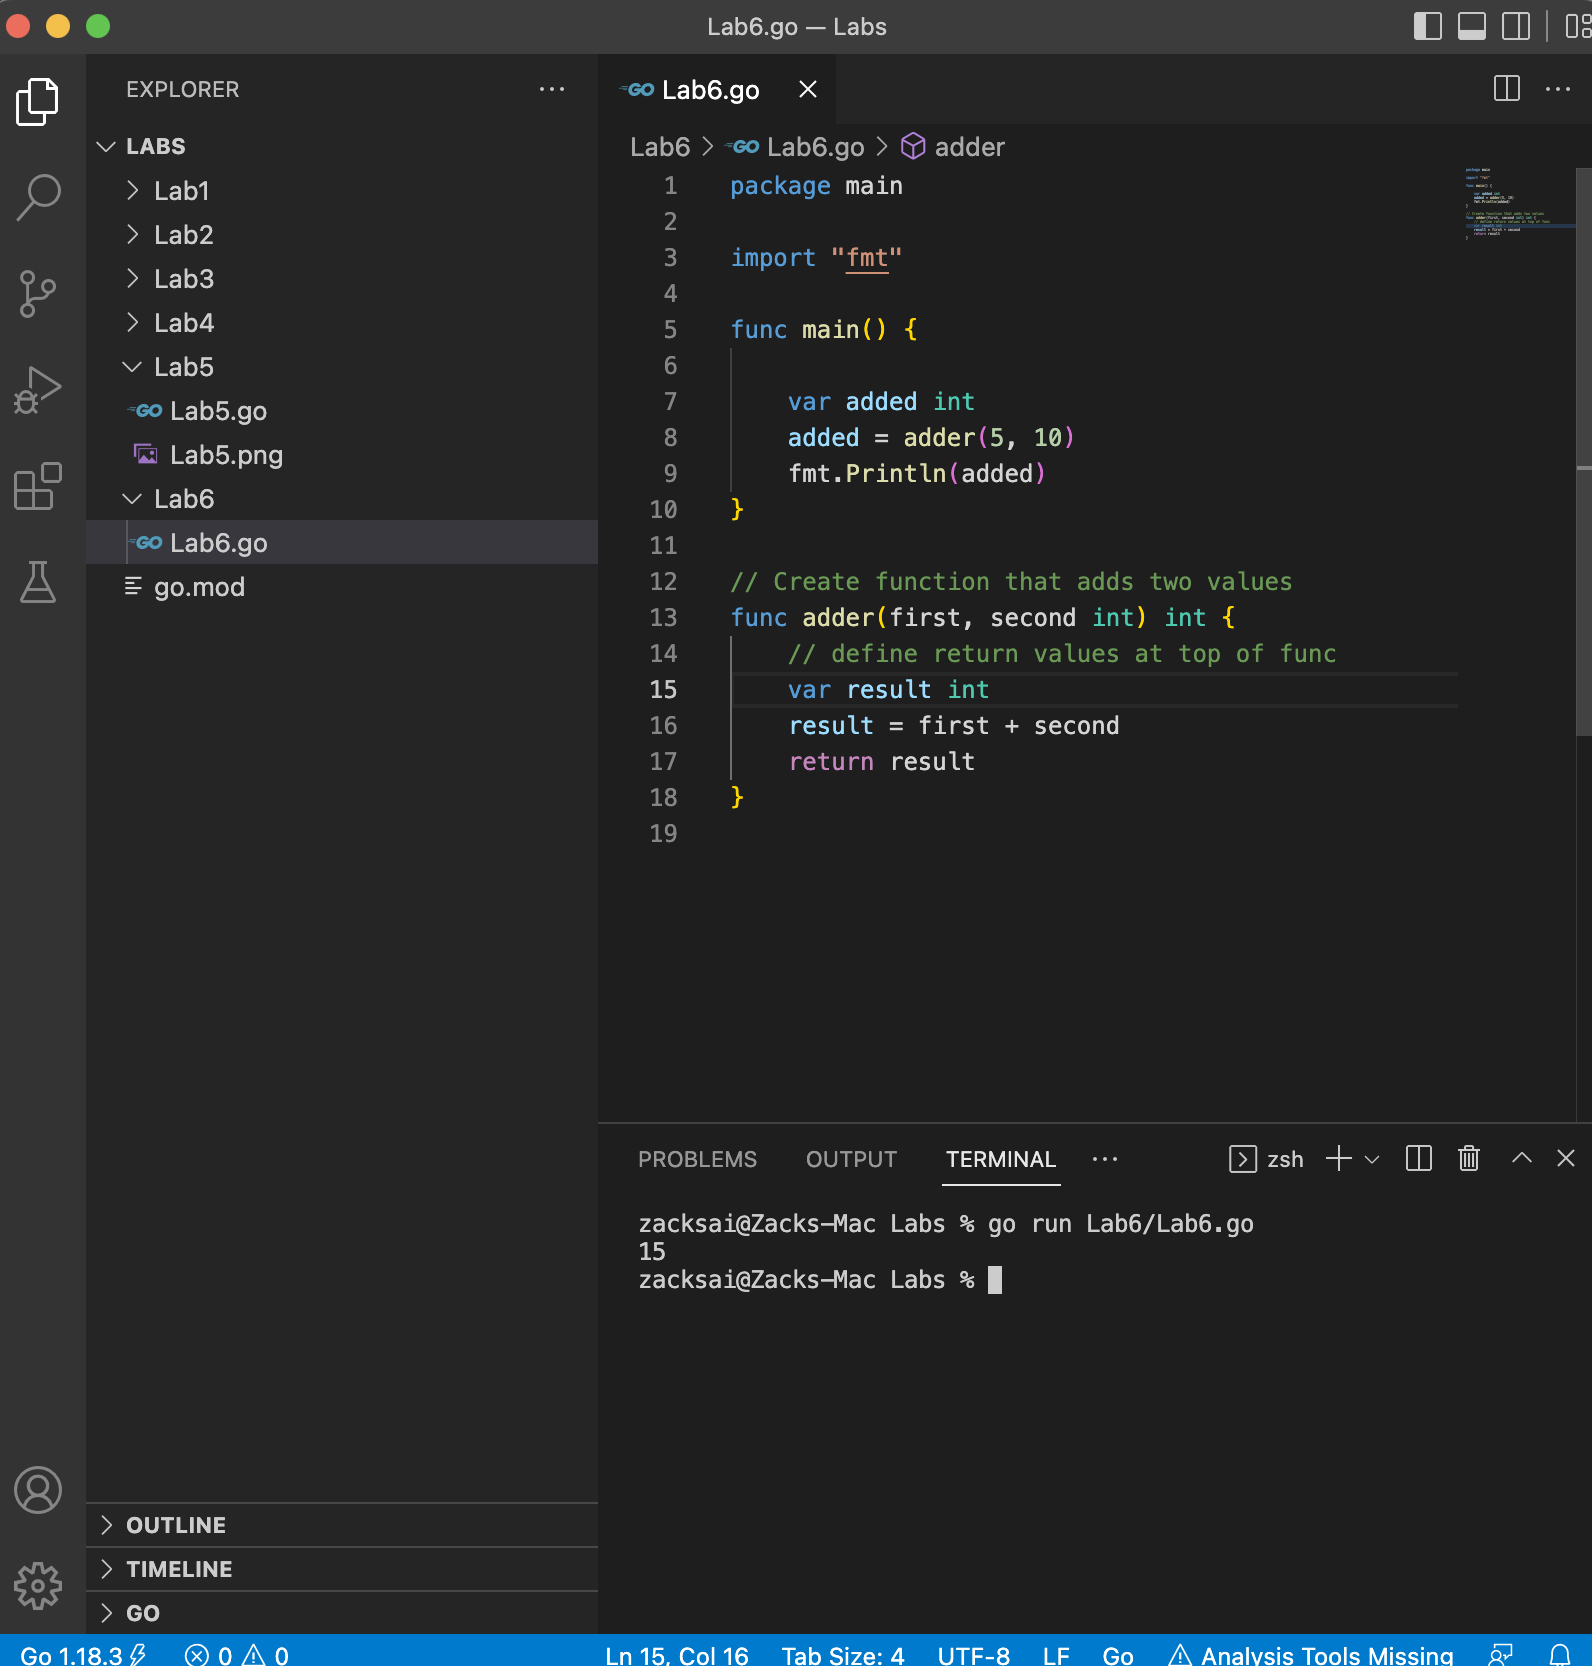 Lab6.go — Labs
EXPLORER
LABS
Lab1
Lab2
Lab3
Lab4
Lab5
GO Lab5.go
Lab5.png
Lab6
GO Lab6.go
go.mod
OUTLINE
TIMELINE
GO
GO Lab6.go
Lab6 > GO Lab6.go > adder
1 package main
2
3 import "fmt"
4
5 func main() {
6
7     var added int
8     added = adder(5, 10)
9     fmt.Println(added)
10 }
11
12 // Create function that adds two values
13 func adder(first, second int) int {
14     // define return values at top of func
15     var result int
16     result = first + second
17     return result
18 }
19
PROBLEMS OUTPUT TERMINAL ··· zsh
zacksai@Zacks-Mac Labs % go run Lab6/Lab6.go
15
zacksai@Zacks-Mac Labs %
Go 1.18.3 0 0 Ln 15, Col 16 Tab Size: 4 UTF-8 LF Go Analysis Tools Missing